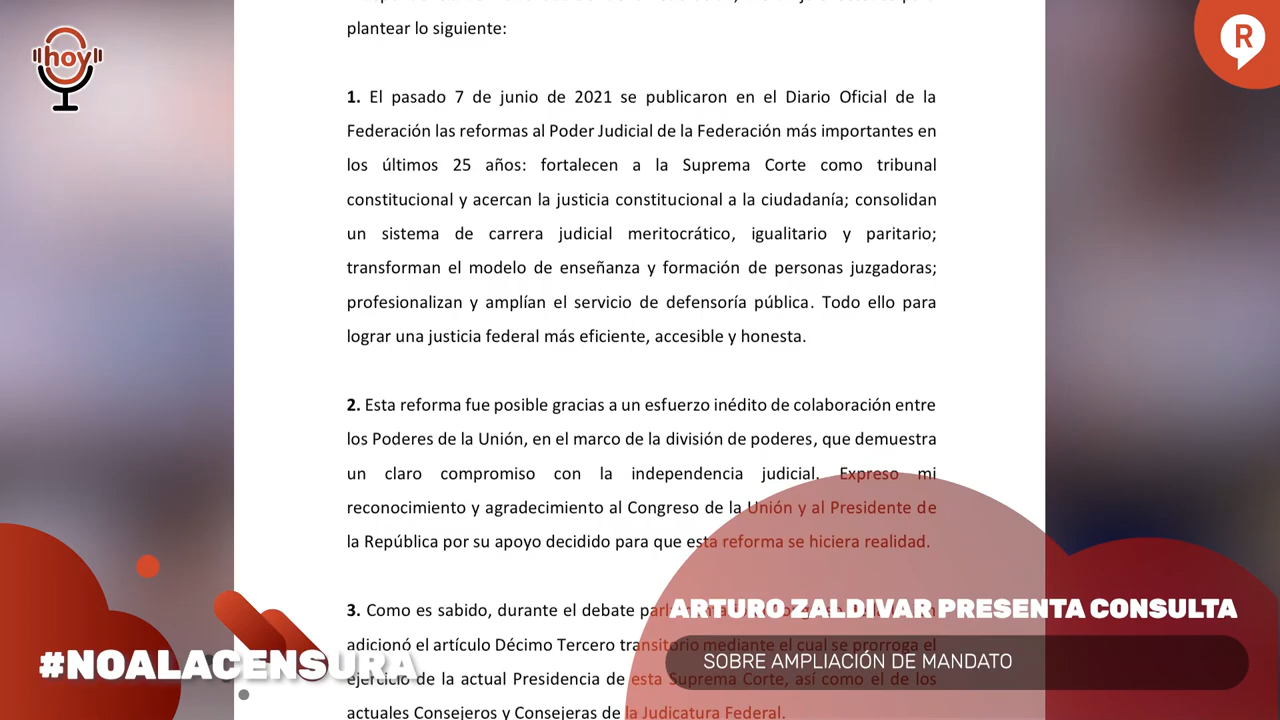 hoy
R
plantear lo siguiente:
1. El pasado 7 de junio de 2021 se publicaron en el Diario Oficial de la
Federación las reformas al Poder Judicial de la Federación más importantes en
los últimos 25 años: fortalecen a la Suprema Corte como tribunal
constitucional y acercan la justicia constitucional a la ciudadanía; consolidan
un sistema de carrera judicial meritocrático, igualitario y paritario;
transforman el modelo de enseñanza y formación de personas juzgadoras;
profesionalizan y amplían el servicio de defensoría pública. Todo ello para
lograr una justicia federal más eficiente, accesible y honesta.
2. Esta reforma fue posible gracias a un esfuerzo inédito de colaboración entre
los Poderes de la Unión, en el marco de la división de poderes, que demuestra
un claro compromiso con la independencia judicial. Expreso mi
reconocimiento y agradecimiento al Congreso de la Unión y al Presidente de
la República por su apoyo decidido para que esta reforma se hiciera realidad.
3. Como es sabido, durante el debate
adicionó el artículo Décimo Tercero transitorio mediante el cual se prorroga el
ejercicio de la actual Presidencia de esta Suprema Corte, así como el de los
actuales Consejeros y Consejeras de la Judicatura Federal.
ARTURO ZALDIVAR PRESENTA CONSULTA
SOBRE AMPLIACIÓN DE MANDATO
#NOALACENSURA